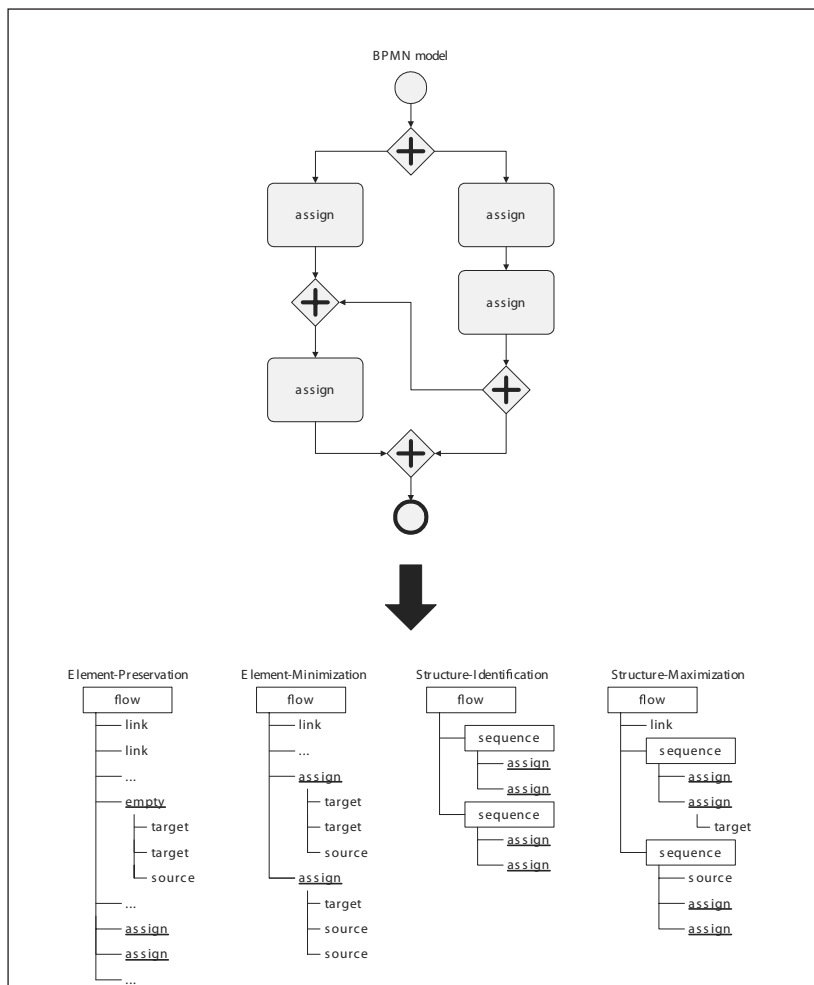 BPMN model
assign
assign
assign
assign
Element-Preservation
flow
link
link
...
empty
target
target
source
...
assign
assign
...
Element-Minimization
flow
link
...
assign
target
target
source
assign
target
source
source
Structure-Identification
flow
sequence
assign
assign
sequence
assign
assign
Structure-Maximization
flow
link
sequence
assign
assign
target
sequence
source
assign
assign